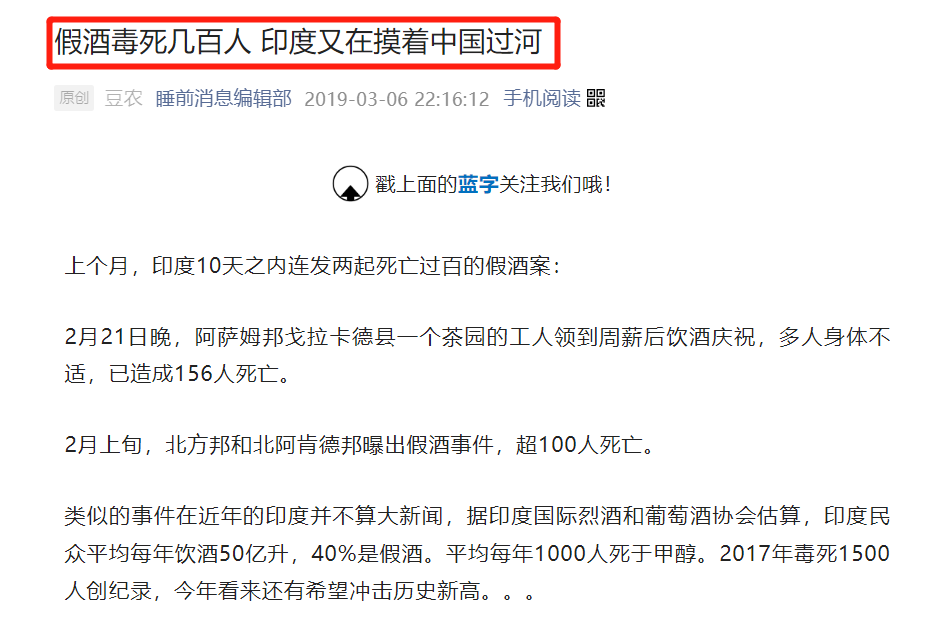 假酒毒死几百人 印度又在摸着中国过河
原创 豆农 睡前消息编辑部 2019-03-06 22:16:12 手机阅读
戳上面的蓝字关注我们哦！
上个月，印度10天之内连发两起死亡过百的假酒案：
2月21日晚，阿萨姆邦戈拉卡德县一个茶园的工人领到周薪后饮酒庆祝，多人身体不
适，已造成156人死亡。
2月上旬，北方邦和北阿肯德邦曝出假酒事件，超100人死亡。
类似的事件在近年的印度并不算大新闻，据印度国际烈酒和葡萄酒协会估算，印度民
众平均每年饮酒50亿升，40%是假酒。平均每年1000人死于甲醇。2017年毒死1500
人创纪录，今年看来还有希望冲击历史新高。。。